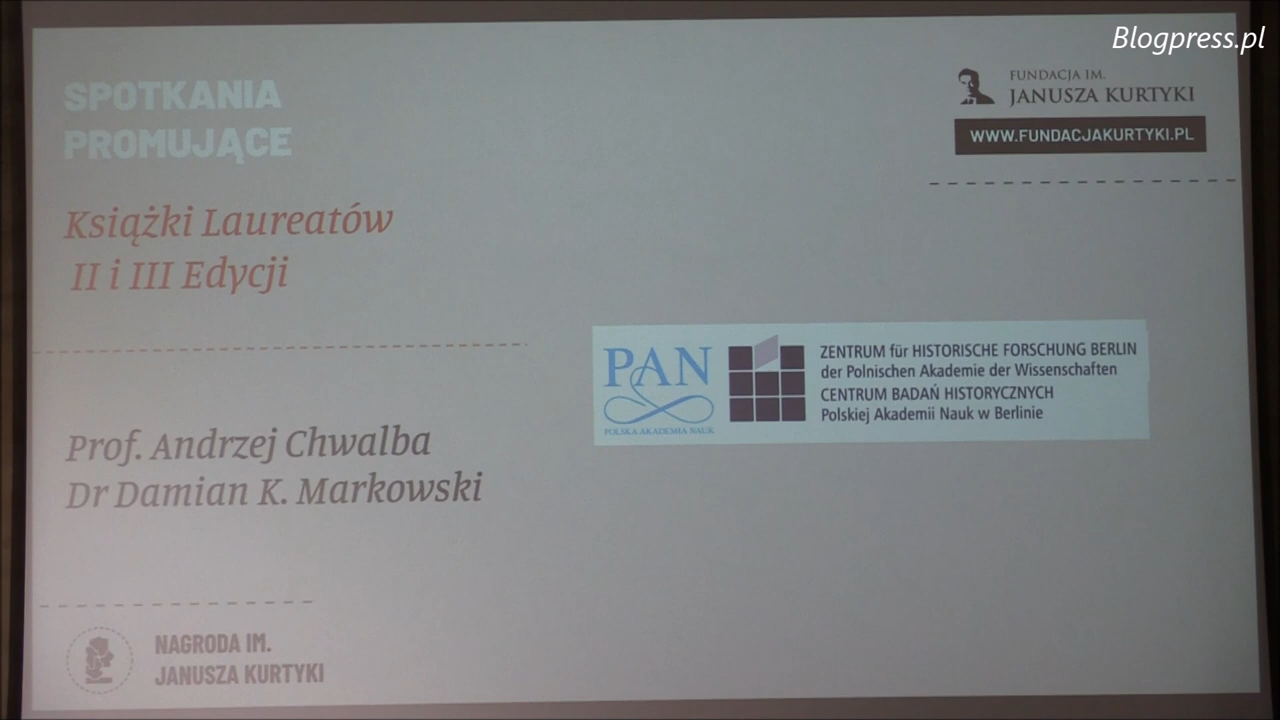 Blogpress.pl
SPOTKANIA
PROMUJĄCE
Książki Laureatów
II i III Edycji
Prof. Andrzej Chwalba
Dr Damian K. Markowski
NAGRODA IM.
JANUSZA KURTYKI
FUNDACJA IM.
JANUSZA KURTYKI
WWW.FUNDACJAKURTYKI.PL
PAN
POLSKA AKADEMIA NAUK
ZENTRUM für HISTORISCHE FORSCHUNG BERLIN
der Polnischen Akademie der Wissenschaften
CENTRUM BADAŃ HISTORYCZNYCH
Polskiej Akademii Nauk w Berlinie